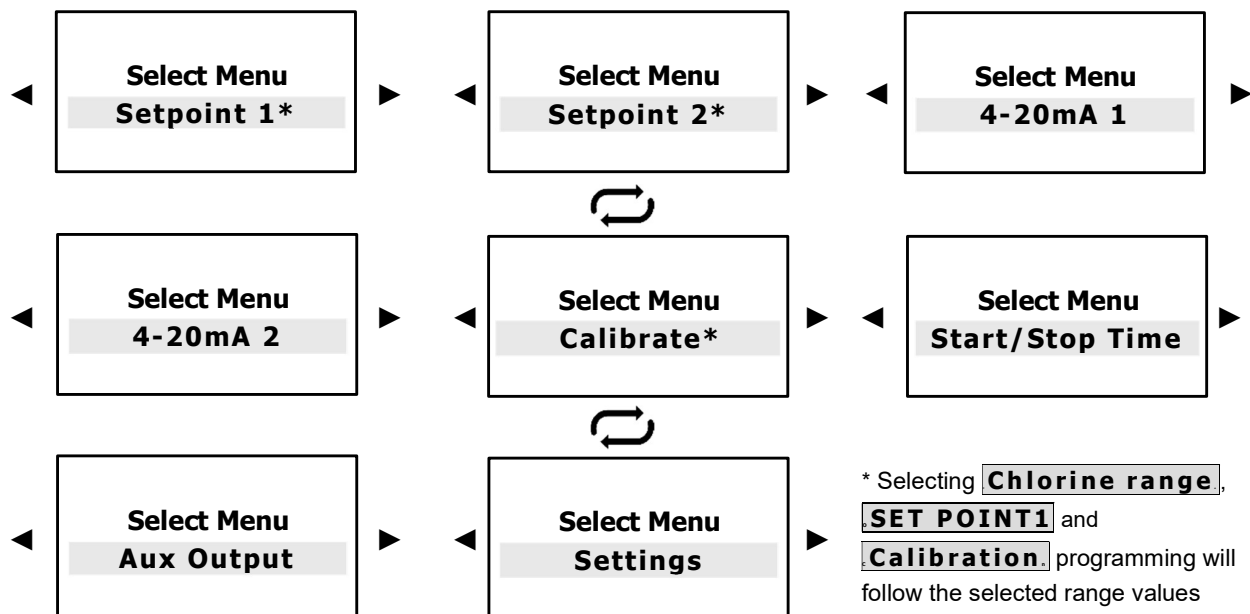 Select Menu
Setpoint 1*
Select Menu
Setpoint 2*
Select Menu
4-20mA 1
Select Menu
4-20mA 2
Select Menu
Calibrate*
Select Menu
Start/Stop Time
Select Menu
Aux Output
Select Menu
Settings
* Selecting Chlorine range,
SET POINT1 and
Calibration programming will
follow the selected range values